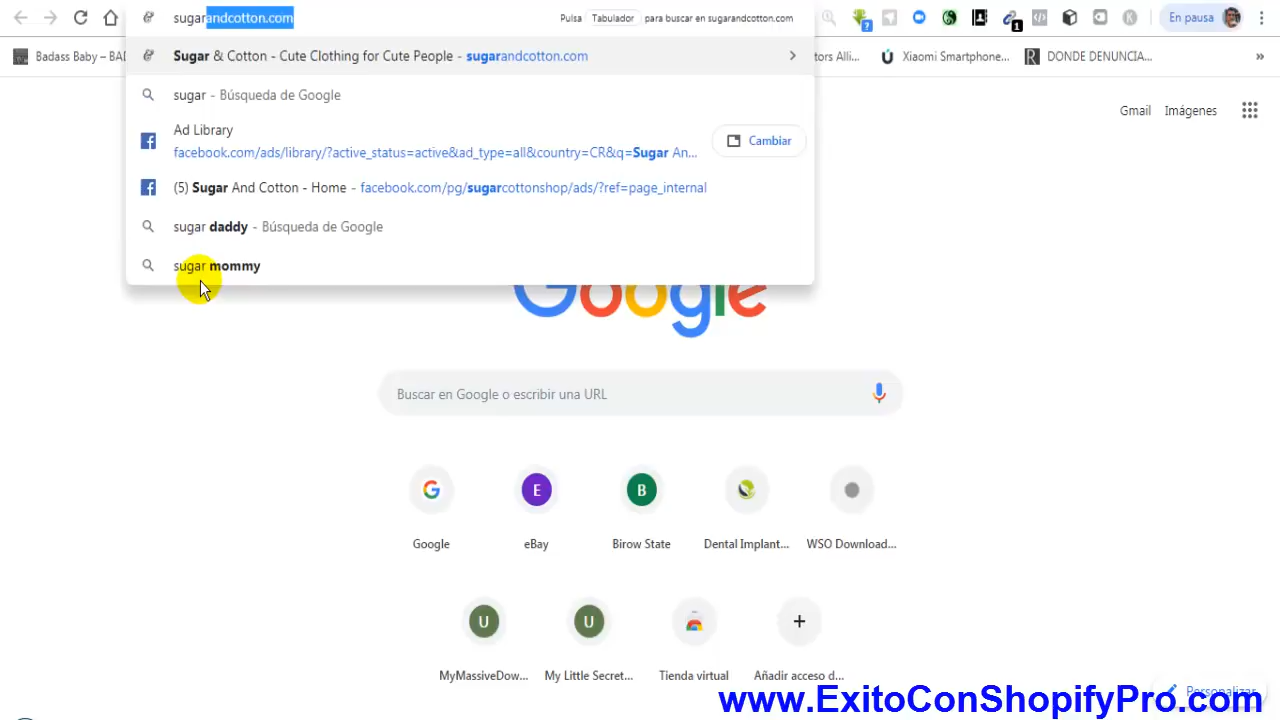 sugarandcotton.com
Pulsa Tabulador para buscar en sugarandcotton.com
En pausa
Sugar & Cotton - Cute Clothing for Cute People - sugarandcotton.com
sugar - Búsqueda de Google
Ad Library
facebook.com/ads/library/?active_status=active&ad_type=all&country=CR&q=Sugar An...
Cambiar
(5) Sugar And Cotton - Home - facebook.com/pg/sugarcottonshop/ads/?ref=page_internal
sugar daddy - Búsqueda de Google
sugar mommy
Badass Baby – BAD
tors Alli...
Xiaomi Smartphone...
DONDE DENUNCIA...
»
Gmail
Imágenes
Google
Buscar en Google o escribir una URL
Google
E
eBay
B
Birow State
Dental Implant...
WSO Download...
U
MyMassiveDow...
U
My Little Secret...
Tienda virtual
Añadir acceso d...
Personalizar
www.ExitoConShopifyPro.com